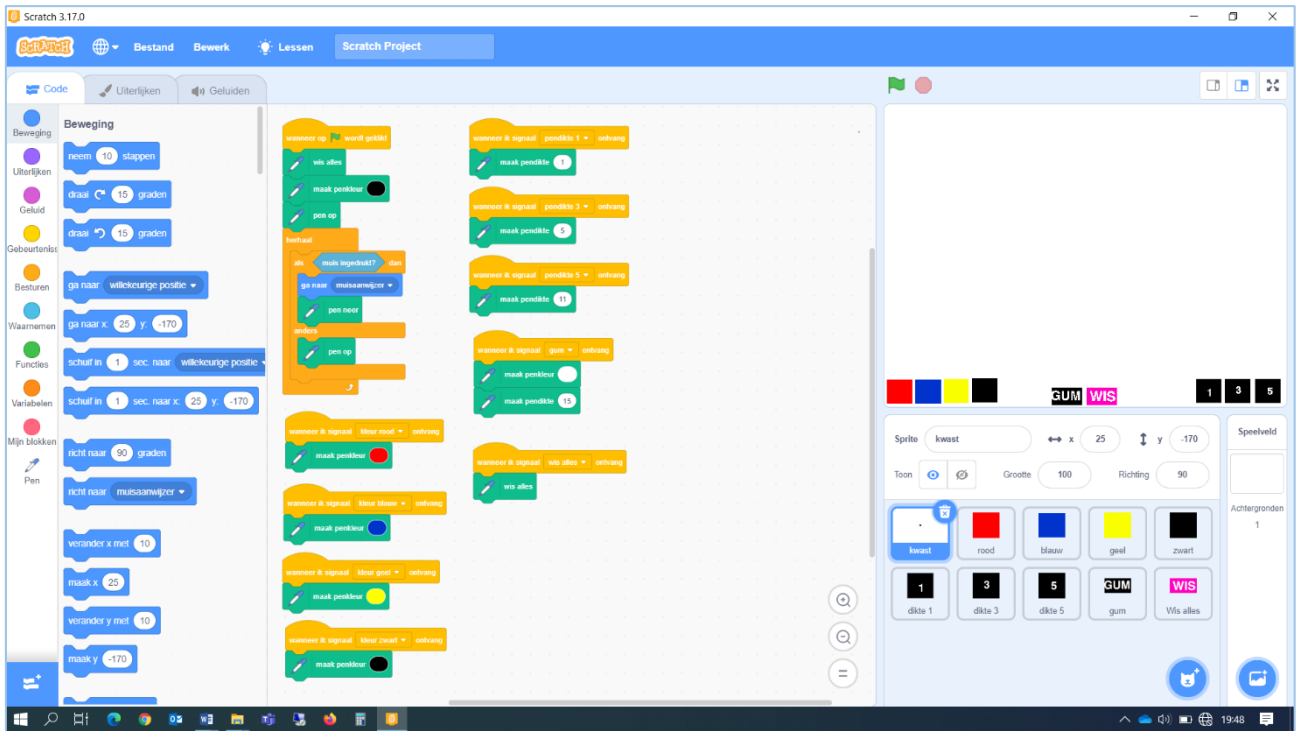 Scratch 3.17.0
SCRATCH Bestand Bewerk Lessen Scratch Project
Code Uiterlijken Geluiden
Beweging
Uiterlijken
Geluid
Gebeurteniss
Besturen
Waarnemen
Functies
Variabelen
Mijn blokken
Pen
Beweging
neem 10 stappen
draai 15 graden
draai 15 graden
ga naar willekeurige positie
ga naar x: 25 y: -170
schuif in 1 sec. naar willekeurige positie
schuif in 1 sec. naar x: 25 y: -170
richt naar 90 graden
richt naar muisaanwijzer
verander x met 10
maak x 25
verander y met 10
maak y -170
wanneer op wordt geklikt
wis alles
maak penkleur
pen op
herhaal
als muis ingedrukt? dan
ga naar muisaanwijzer
pen neer
anders
pen op
wanneer ik signaal kleur rood ontvang
maak penkleur
wanneer ik signaal kleur blauw ontvang
maak penkleur
wanneer ik signaal kleur geel ontvang
maak penkleur
wanneer ik signaal kleur zwart ontvang
maak penkleur
wanneer ik signaal pendikte 1 ontvang
maak pendikte 1
wanneer ik signaal pendikte 3 ontvang
maak pendikte 5
wanneer ik signaal pendikte 5 ontvang
maak pendikte 11
wanneer ik signaal gum ontvang
maak penkleur
maak pendikte 15
wanneer ik signaal wis alles ontvang
wis alles
GUM WIS 1 3 5
Sprite kwast x 25 y -170
Toon Grootte 100 Richting 90
kwast rood blauw geel zwart
1 3 5 GUM WIS
dikte 1 dikte 3 dikte 5 gum Wis alles
Speelveld
Achtergronden
1
19:48